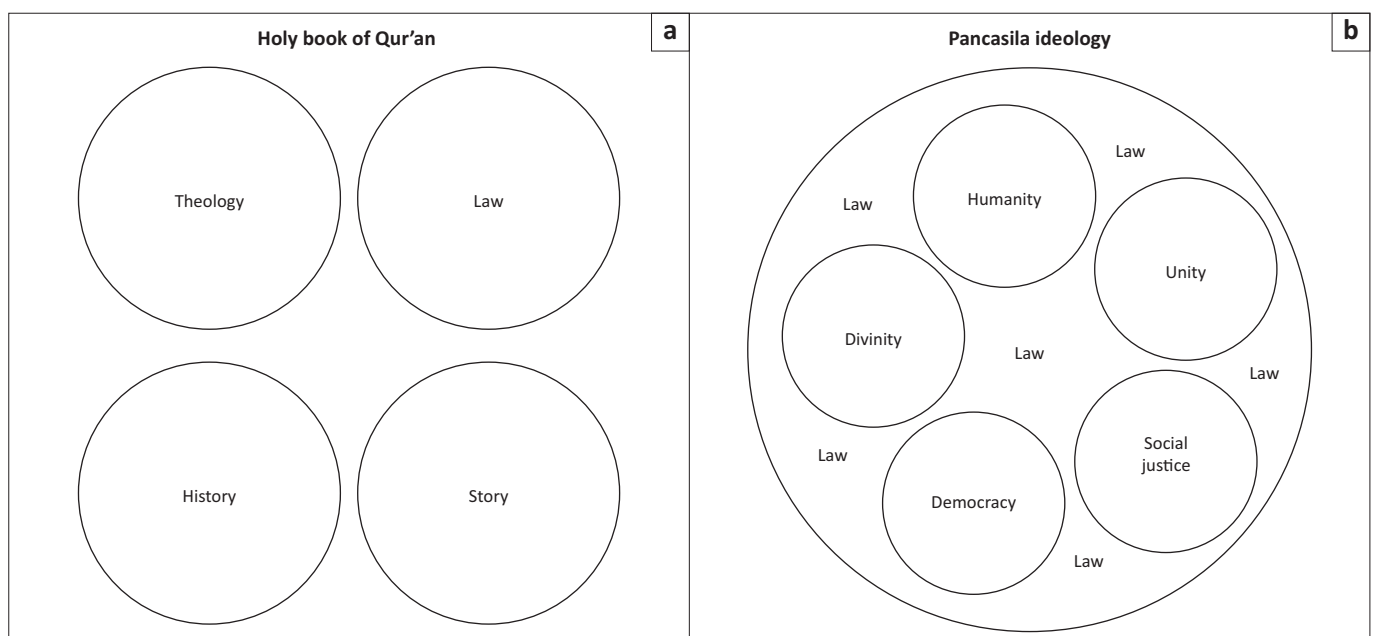 Holy book of Qur’an
a
Theology
Law
History
Story
Pancasila ideology
b
Law
Humanity
Law
Unity
Divinity
Law
Law
Social
justice
Law
Democracy
Law